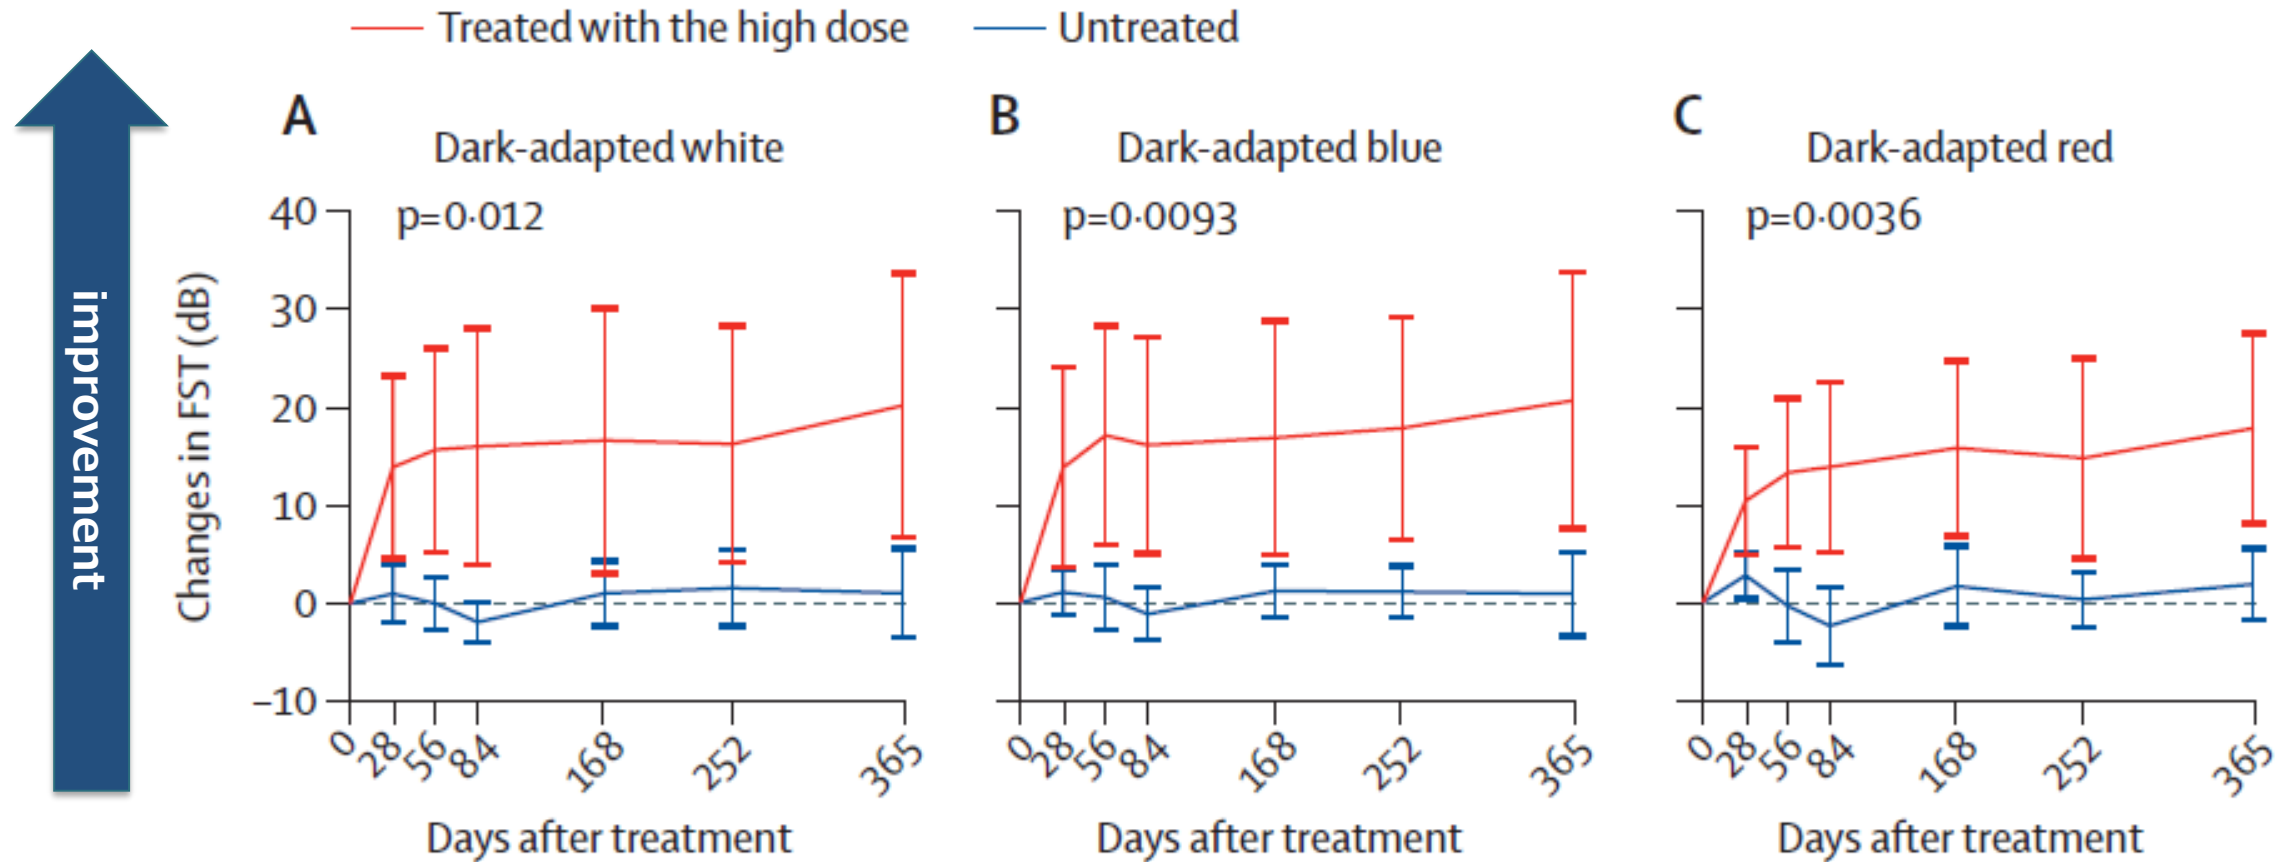 Treated with the high dose
Untreated
improvement
Changes in FST (dB)
A
Dark-adapted white
p=0·012
40
30
20
10
0
–10
0 28 56 84 168 252 365
Days after treatment
B
Dark-adapted blue
p=0·0093
0 28 56 84 168 252 365
Days after treatment
C
Dark-adapted red
p=0·0036
0 28 56 84 168 252 365
Days after treatment